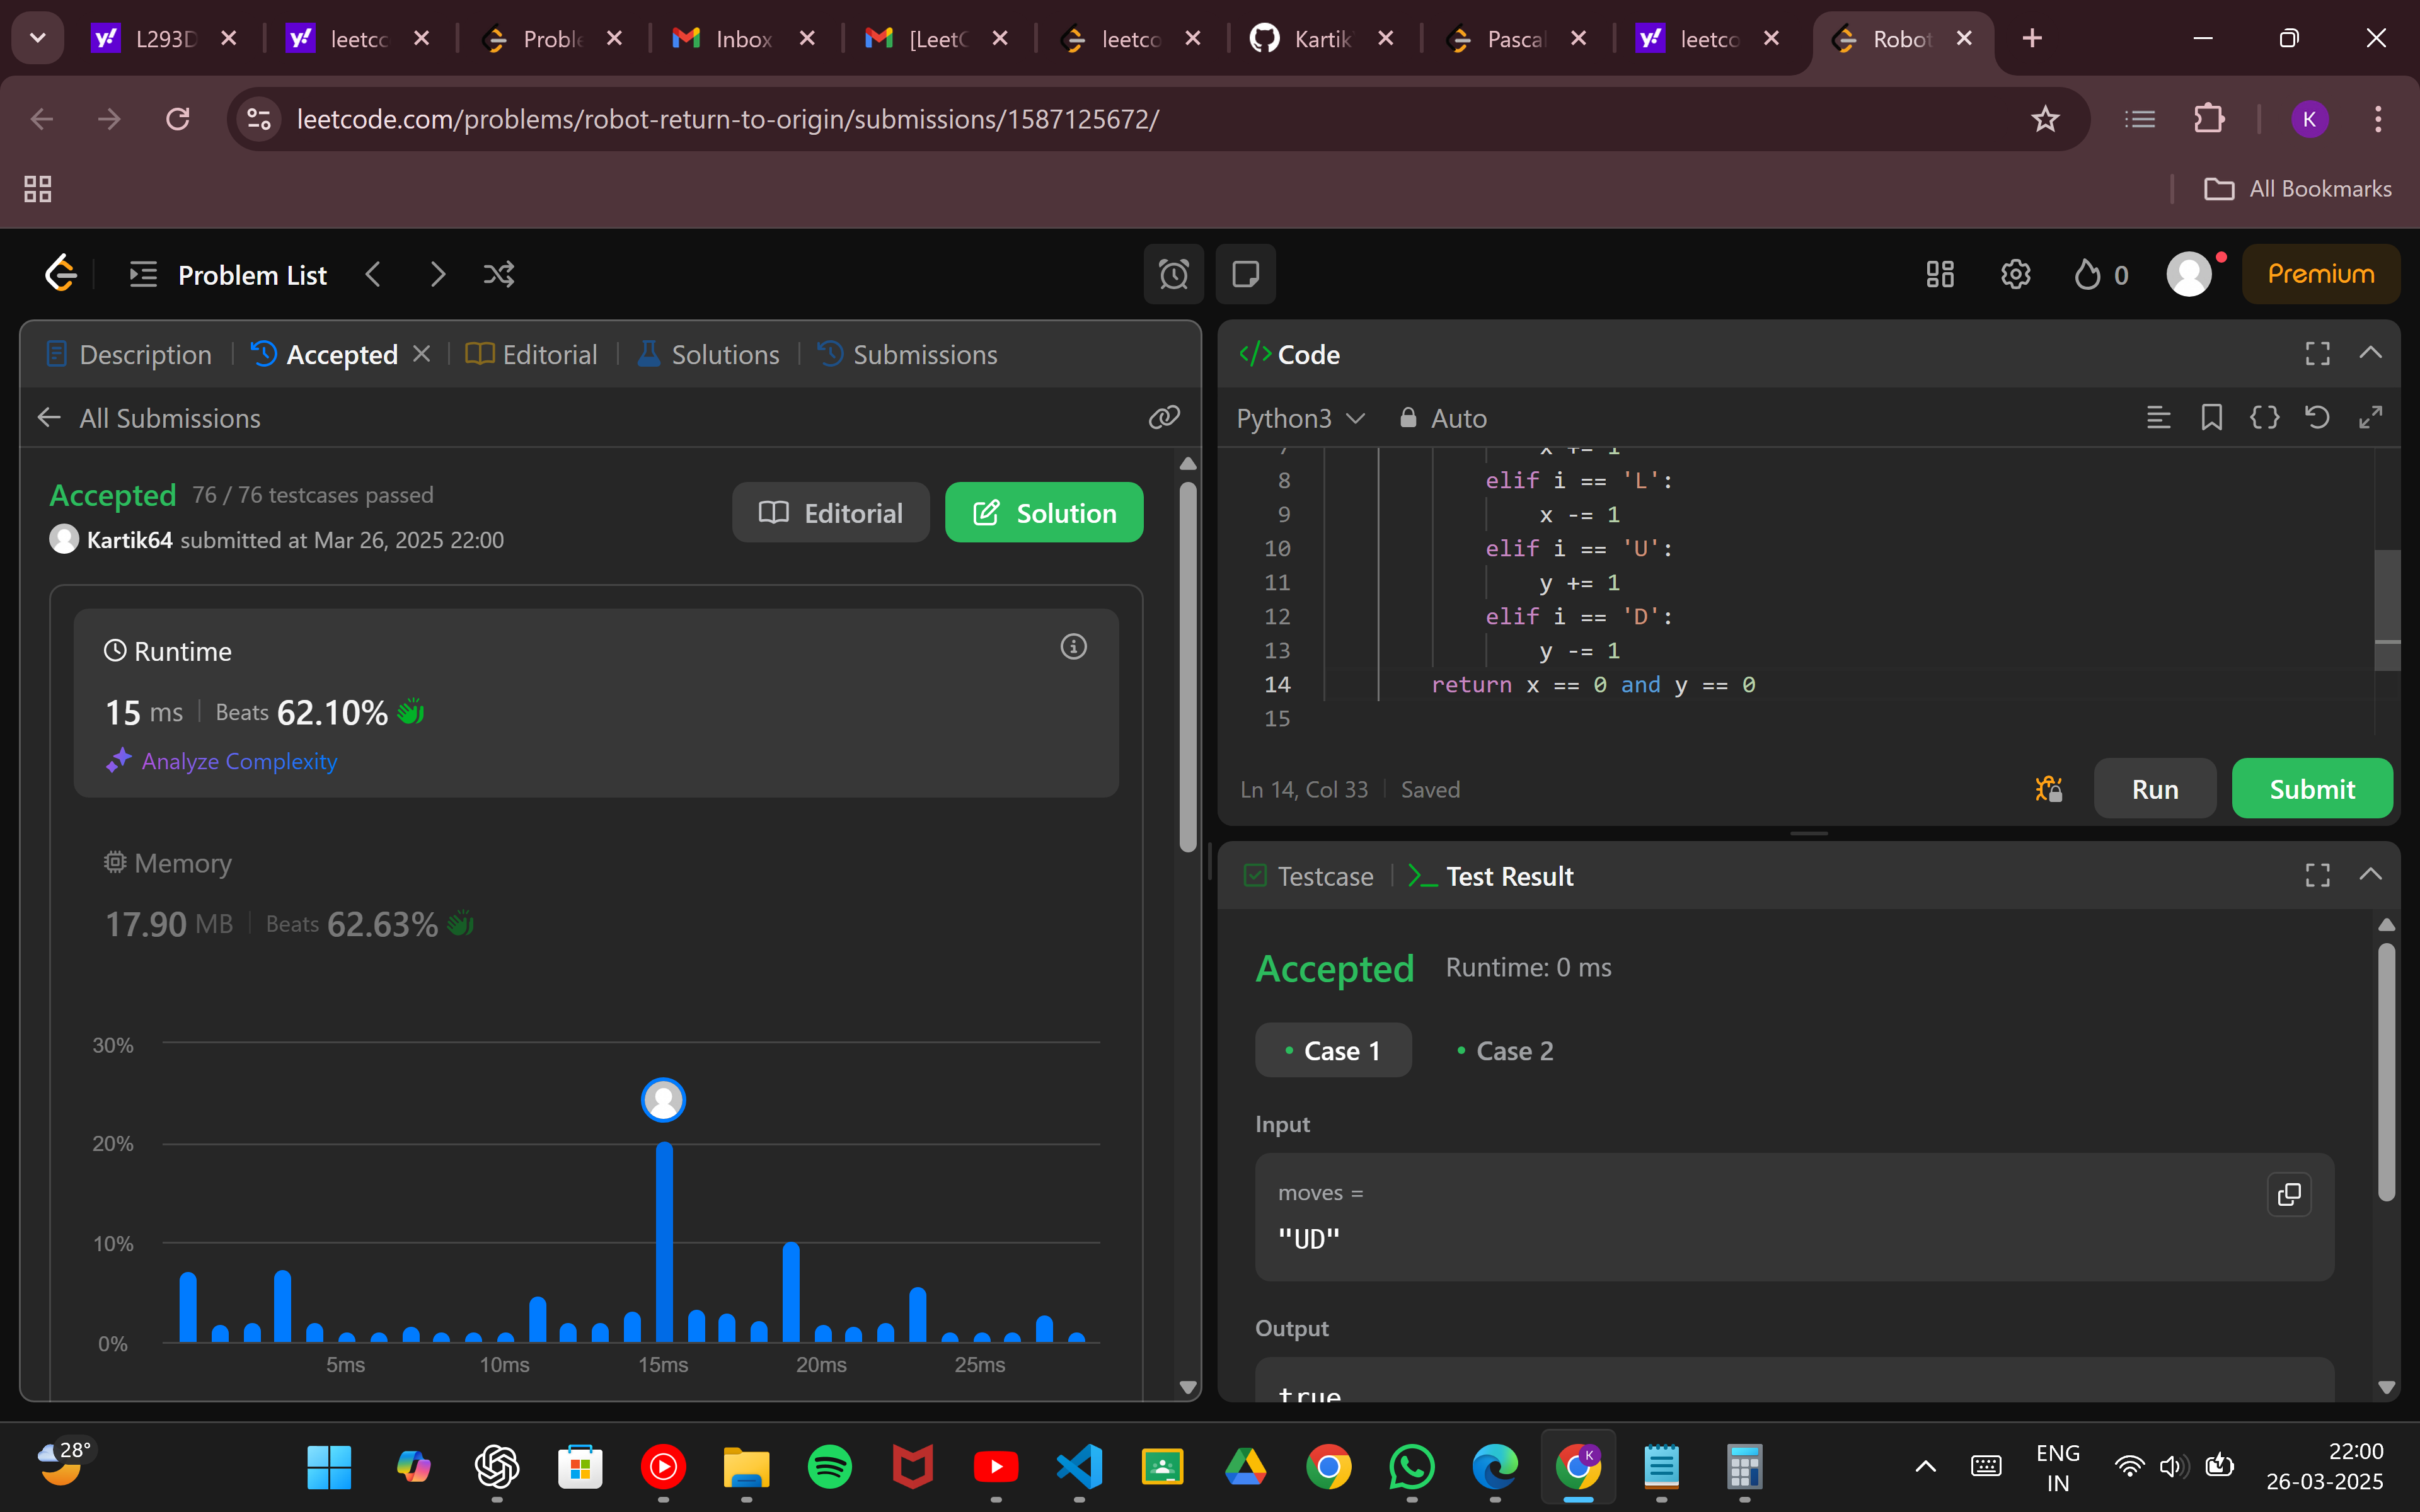 L293D
leetcc
Proble
Inbox
[LeetC
leetco
Kartik
Pascal
leetco
Robot
leetcode.com/problems/robot-return-to-origin/submissions/1587125672/
K
All Bookmarks
Problem List
0
Premium
Description
Accepted
Editorial
Solutions
Submissions
All Submissions
Accepted 76 / 76 testcases passed
Kartik64 submitted at Mar 26, 2025 22:00
Editorial
Solution
Runtime
15 ms | Beats 62.10%
Analyze Complexity
Memory
17.90 MB | Beats 62.63%
30%
20%
10%
0%
5ms 10ms 15ms 20ms 25ms
</> Code
Python3 Auto
7 x += 1
8 elif i == 'L':
9 x -= 1
10 elif i == 'U':
11 y += 1
12 elif i == 'D':
13 y -= 1
14 return x == 0 and y == 0
15
Ln 14, Col 33 | Saved
Run
Submit
Testcase
>_ Test Result
Accepted Runtime: 0 ms
• Case 1 • Case 2
Input
moves =
"UD"
Output
true
28°
K
ENG
IN
22:00
26-03-2025